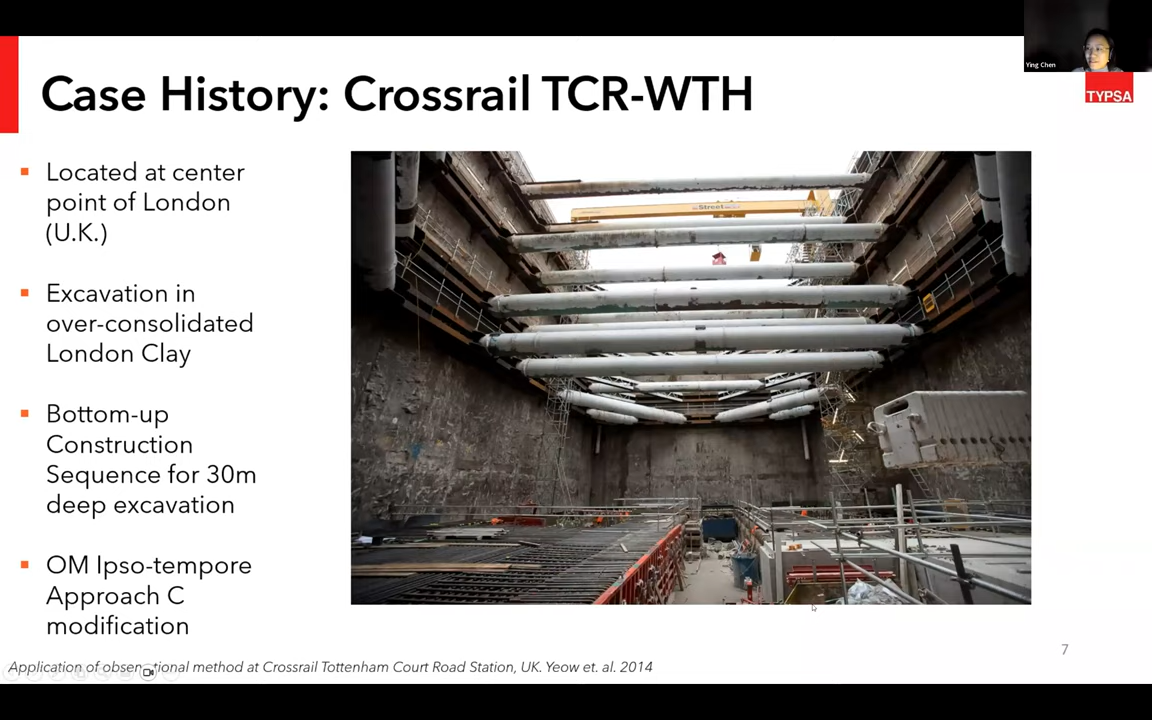 Ying Chen
TYPSA
Case History: Crossrail TCR-WTH
Located at center
point of London
(U.K.)
Excavation in
over-consolidated
London Clay
Bottom-up
Construction
Sequence for 30m
deep excavation
OM Ipso-tempore
Approach C
modification
Street
7
Application of observational method at Crossrail Tottenham Court Road Station, UK. Yeow et. al. 2014